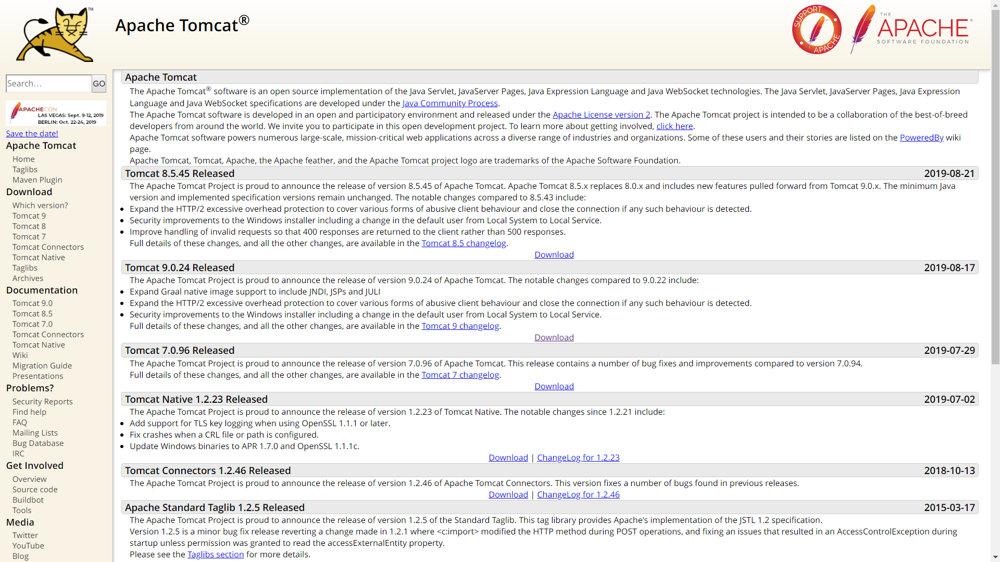 TM
Apache Tomcat®
SUPPORT
APACHE
THE
APACHE®
SOFTWARE FOUNDATION
Search…
GO
APACHECON
LAS VEGAS: Sept. 9-12, 2019
BERLIN: Oct. 22-24, 2019
Save the date!
Apache Tomcat
Home
Taglibs
Maven Plugin
Download
Which version?
Tomcat 9
Tomcat 8
Tomcat 7
Tomcat Connectors
Tomcat Native
Taglibs
Archives
Documentation
Tomcat 9.0
Tomcat 8.5
Tomcat 7.0
Tomcat Connectors
Tomcat Native
Wiki
Migration Guide
Presentations
Problems?
Security Reports
Find help
FAQ
Mailing Lists
Bug Database
IRC
Get Involved
Overview
Source code
Buildbot
Tools
Media
Twitter
YouTube
Blog
Apache Tomcat
The Apache Tomcat® software is an open source implementation of the Java Servlet, JavaServer Pages, Java Expression Language and Java WebSocket technologies. The Java Servlet, JavaServer Pages, Java Expression
Language and Java WebSocket specifications are developed under the Java Community Process.
The Apache Tomcat software is developed in an open and participatory environment and released under the Apache License version 2. The Apache Tomcat project is intended to be a collaboration of the best-of-breed
developers from around the world. We invite you to participate in this open development project. To learn more about getting involved, click here.
Apache Tomcat software powers numerous large-scale, mission-critical web applications across a diverse range of industries and organizations. Some of these users and their stories are listed on the PoweredBy wiki
page.
Apache Tomcat, Tomcat, Apache, the Apache feather, and the Apache Tomcat project logo are trademarks of the Apache Software Foundation.
Tomcat 8.5.45 Released 2019-08-21
The Apache Tomcat Project is proud to announce the release of version 8.5.45 of Apache Tomcat. Apache Tomcat 8.5.x replaces 8.0.x and includes new features pulled forward from Tomcat 9.0.x. The minimum Java
version and implemented specification versions remain unchanged. The notable changes compared to 8.5.43 include:
• Expand the HTTP/2 excessive overhead protection to cover various forms of abusive client behaviour and close the connection if any such behaviour is detected.
• Security improvements to the Windows installer including a change in the default user from Local System to Local Service.
• Improve handling of invalid requests so that 400 responses are returned to the client rather than 500 responses.
Full details of these changes, and all the other changes, are available in the Tomcat 8.5 changelog.
Download
Tomcat 9.0.24 Released 2019-08-17
The Apache Tomcat Project is proud to announce the release of version 9.0.24 of Apache Tomcat. The notable changes compared to 9.0.22 include:
• Expand Graal native image support to include JNDI, JSPs and JULI
• Expand the HTTP/2 excessive overhead protection to cover various forms of abusive client behaviour and close the connection if any such behaviour is detected.
• Security improvements to the Windows installer including a change in the default user from Local System to Local Service.
Full details of these changes, and all the other changes, are available in the Tomcat 9 changelog.
Download
Tomcat 7.0.96 Released 2019-07-29
The Apache Tomcat Project is proud to announce the release of version 7.0.96 of Apache Tomcat. This release contains a number of bug fixes and improvements compared to version 7.0.94.
Full details of these changes, and all the other changes, are available in the Tomcat 7 changelog.
Download
Tomcat Native 1.2.23 Released 2019-07-02
The Apache Tomcat Project is proud to announce the release of version 1.2.23 of Tomcat Native. The notable changes since 1.2.21 include:
• Add support for TLS key logging when using OpenSSL 1.1.1 or later.
• Fix crashes when a CRL file or path is configured.
• Update Windows binaries to APR 1.7.0 and OpenSSL 1.1.1c.
Download | ChangeLog for 1.2.23
Tomcat Connectors 1.2.46 Released 2018-10-13
The Apache Tomcat Project is proud to announce the release of version 1.2.46 of Apache Tomcat Connectors. This version fixes a number of bugs found in previous releases.
Download | ChangeLog for 1.2.46
Apache Standard Taglib 1.2.5 Released 2015-03-17
The Apache Tomcat Project is proud to announce the release of version 1.2.5 of the Standard Taglib. This tag library provides Apache's implementation of the JSTL 1.2 specification.
Version 1.2.5 is a minor bug fix release reverting a change made in 1.2.1 where <c:import> modified the HTTP method during POST operations, and fixing an issues that resulted in an AccessControlException during
startup unless permission was granted to read the accessExternalEntity property.
Please see the Taglibs section for more details.